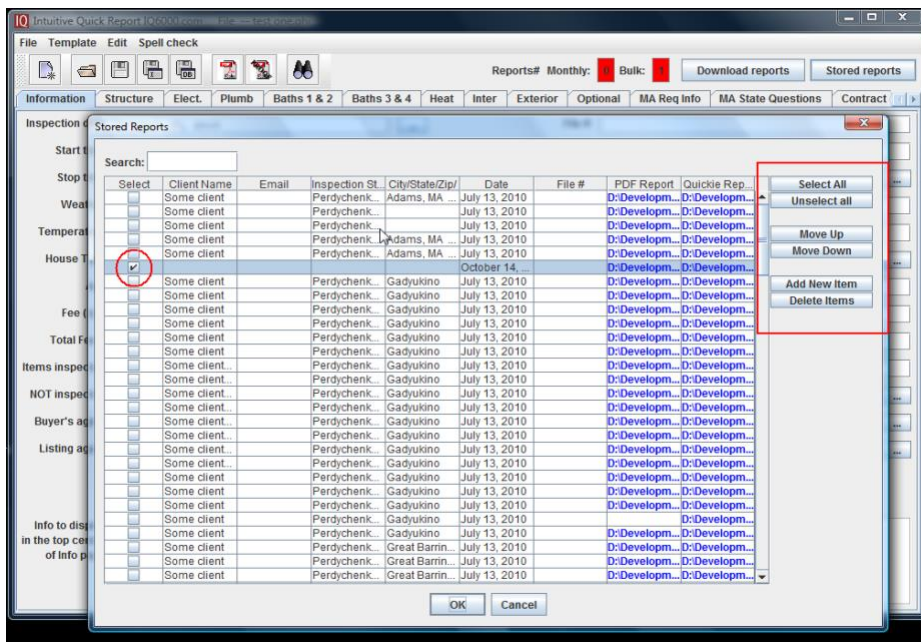 Intuitive Quick Report IQ6000.com File
File Template Edit Spell check
Reports# Monthly: 0 Bulk: 1 Download reports Stored reports
Information Structure Elect. Plumb Baths 1 & 2 Baths 3 & 4 Heat Inter Exterior Optional MA Req Info MA State Questions Contract
Inspection d
Stored Reports
Start t
Search:
Stop t
Select Client Name Email Inspection St... City/State/Zip/ Date File # PDF Report Quickie Rep...
Some client Perdychenk... Adams, MA ... July 13, 2010 D:\Developm... D:\Developm...
Some client Perdychenk... July 13, 2010 D:\Developm... D:\Developm...
Some client Perdychenk... July 13, 2010 D:\Developm... D:\Developm...
Some client Perdychenk... Adams, MA ... July 13, 2010 D:\Developm... D:\Developm...
Some client Perdychenk... Adams, MA ... July 13, 2010 D:\Developm... D:\Developm...
October 14, ... D:\Developm... D:\Developm...
Some client Perdychenk... Gadyukino July 13, 2010 D:\Developm... D:\Developm...
Some client Perdychenk... Gadyukino July 13, 2010 D:\Developm... D:\Developm...
Some client Perdychenk... Gadyukino July 13, 2010 D:\Developm... D:\Developm...
Some client Perdychenk... Gadyukino July 13, 2010 D:\Developm... D:\Developm...
Some client Perdychenk... Gadyukino July 13, 2010 D:\Developm... D:\Developm...
Some client Perdychenk... Gadyukino July 13, 2010 D:\Developm... D:\Developm...
Some client... Perdychenk... Gadyukino July 13, 2010 D:\Developm... D:\Developm...
Some client Perdychenk... Gadyukino July 13, 2010 D:\Developm... D:\Developm...
Some client... Perdychenk... Gadyukino July 13, 2010 D:\Developm... D:\Developm...
Some client... Perdychenk... Gadyukino July 13, 2010 D:\Developm... D:\Developm...
Some client... Perdychenk... Gadyukino July 13, 2010 D:\Developm... D:\Developm...
Some client... Perdychenk... Gadyukino July 13, 2010 D:\Developm... D:\Developm...
Some client... Perdychenk... Gadyukino July 13, 2010 D:\Developm... D:\Developm...
Some client... Perdychenk... Gadyukino July 13, 2010 D:\Developm... D:\Developm...
Some client Perdychenk... Gadyukino July 13, 2010 D:\Developm... D:\Developm...
Some client Perdychenk... Gadyukino July 13, 2010 D:\Developm... D:\Developm...
Some client Perdychenk... Gadyukino July 13, 2010 D:\Developm... D:\Developm...
Some client Perdychenk... Gadyukino July 13, 2010 D:\Developm...
Some client Perdychenk... Gadyukino July 13, 2010 D:\Developm... D:\Developm...
Some client Perdychenk... Great Barrin... July 13, 2010 D:\Developm... D:\Developm...
Some client Perdychenk... Great Barrin... July 13, 2010 D:\Developm... D:\Developm...
Some client Perdychenk... Great Barrin... July 13, 2010 D:\Developm... D:\Developm...
Select All
Unselect all
Move Up
Move Down
Add New Item
Delete Items
Weat
Temperat
House T
Fee (
Total Fe
Items inspec
NOT inspec
Buyer's ag
Listing ag
Info to disp
in the top cen
of Info p
OK Cancel